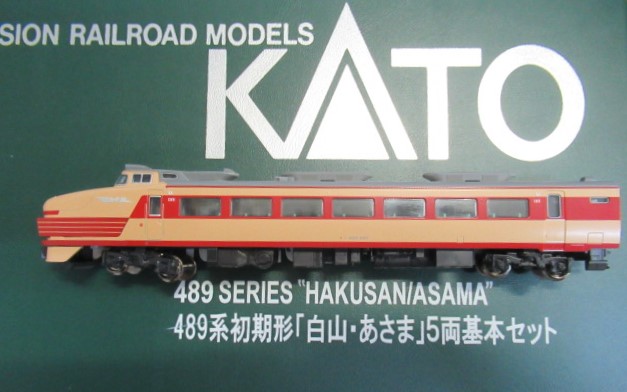 SION RAILROAD MODELS
KATO
489 SERIES "HAKUSAN/ASAMA"
489系初期形「白山・あさま」5両基本セット